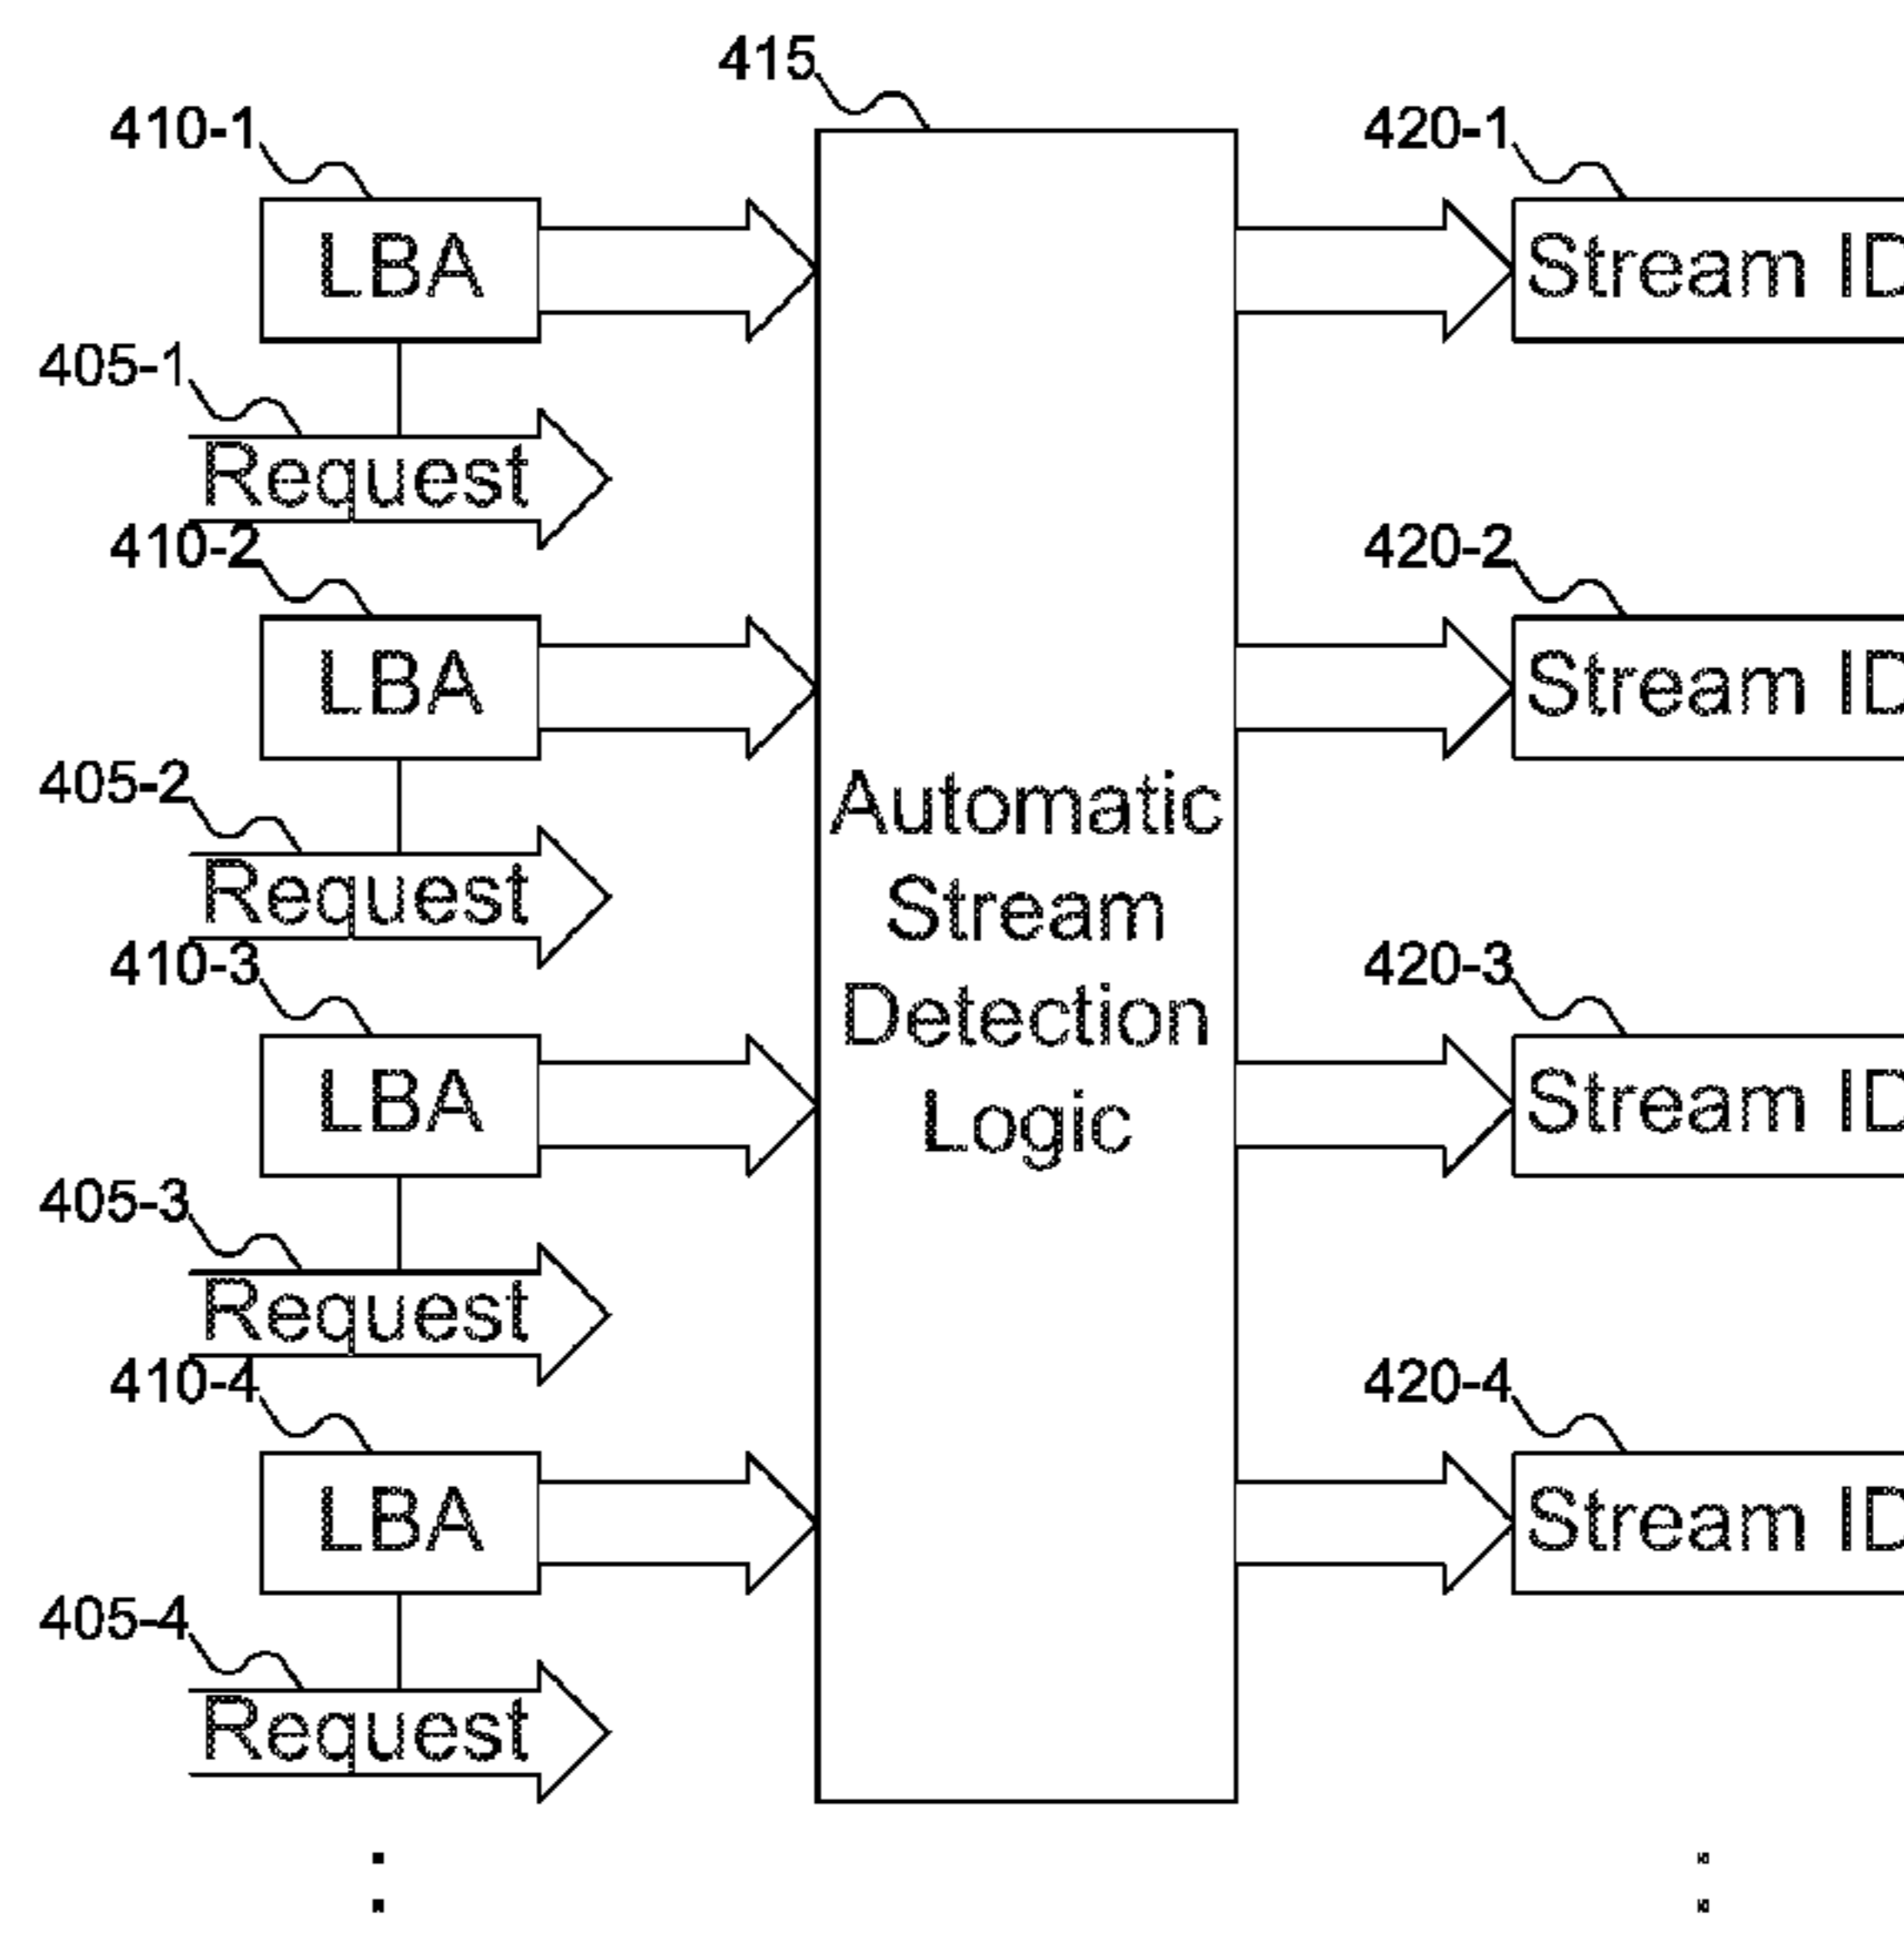 415
410-1
420-1
LBA
Stream ID
405-1
Request
410-2
420-2
LBA
Stream ID
405-2
Automatic
Stream
Detection
Logic
Request
410-3
420-3
LBA
Stream ID
405-3
Request
410-4
420-4
LBA
Stream ID
405-4
Request